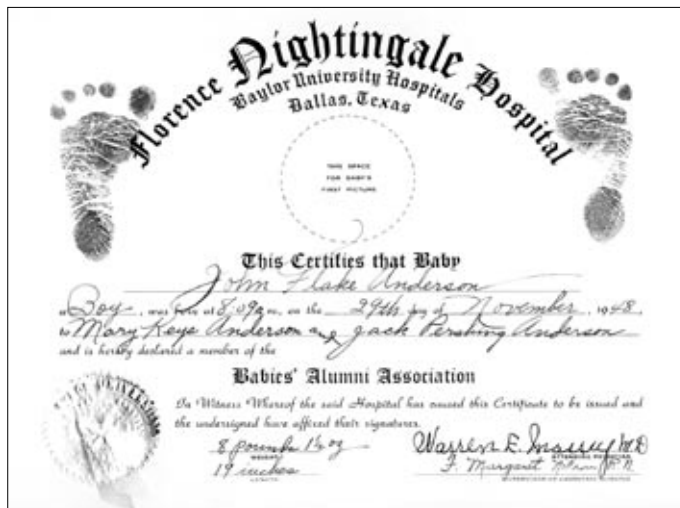 Florence Nightingale Hospital
Baylor University Hospitals
Dallas, Texas
THIS SPACE
FOR BABY'S
FIRST PICTURE
This Certifies that Baby
John Flake Anderson
a Boy, was born at 8:09 a.m. on the 29th day of November, 1948,
to Mary Keys Anderson and Jack Pershing Anderson
and is hereby declared a member of the
Babies' Alumni Association
In Witness Whereof the said Hospital has caused this Certificate to be issued and
the undersigned have affixed their signatures.
8 pounds 1½ oz
WEIGHT
19 inches
LENGTH
Warren E. Massey M.D.
ATTENDING PHYSICIAN
F. Margaret R.N.